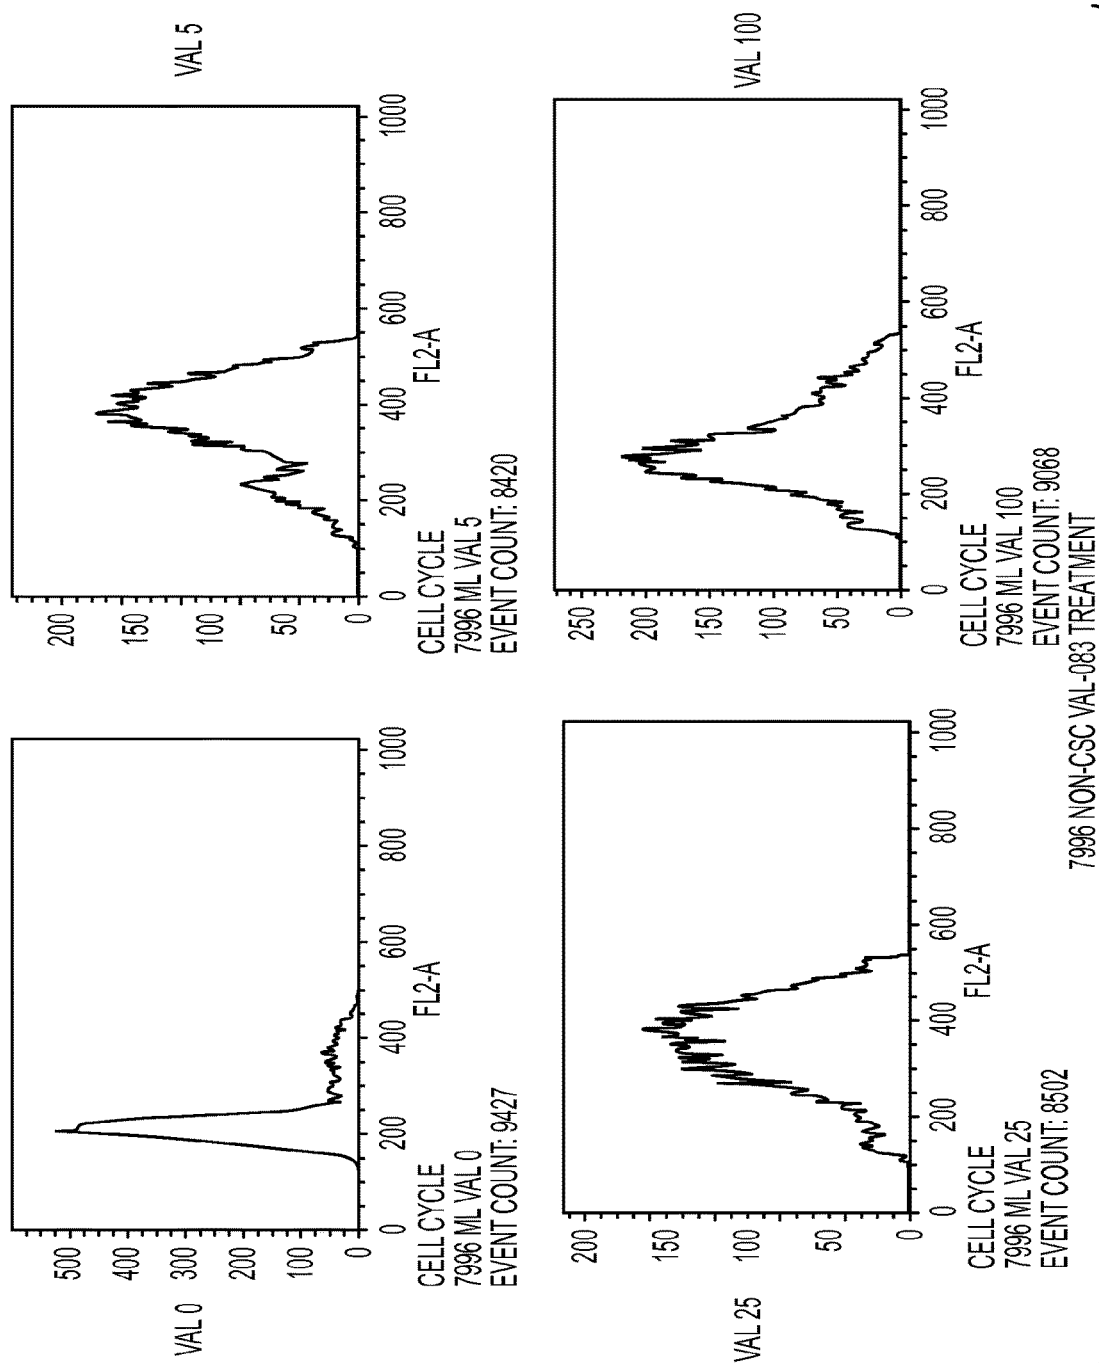 VAL 0
500
400
300
200
100
0
0 200 400 600 800 1000
FL2-A
CELL CYCLE
7996 ML VAL 0
EVENT COUNT: 9427
VAL 5
200
150
100
50
0
0 200 400 600 800 1000
FL2-A
CELL CYCLE
7996 ML VAL 5
EVENT COUNT: 8420
VAL 25
200
150
100
50
0
0 200 400 600 800 1000
FL2-A
CELL CYCLE
7996 ML VAL 25
EVENT COUNT: 8502
VAL 100
250
200
150
100
50
0
0 200 400 600 800 1000
FL2-A
CELL CYCLE
7996 ML VAL 100
EVENT COUNT: 9068
7996 NON-CSC VAL-083 TREATMENT